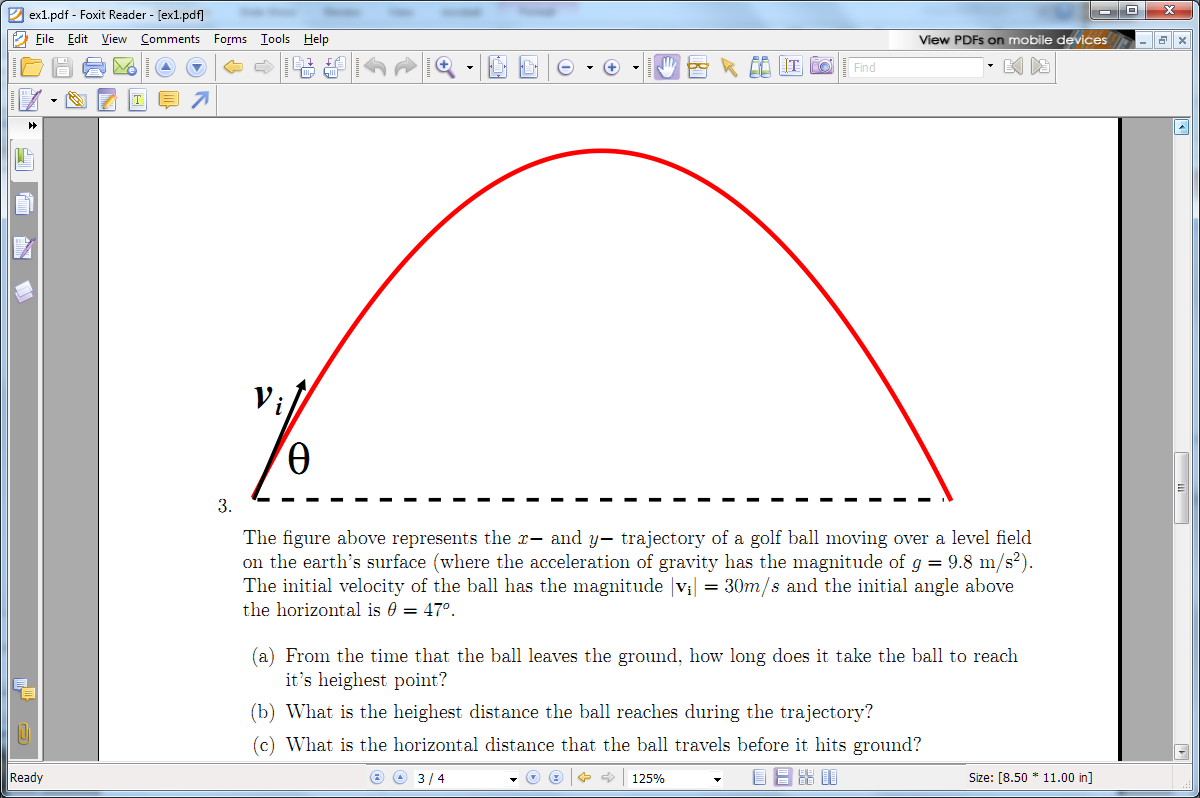 ex1.pdf - Foxit Reader - [ex1.pdf]
File Edit View Comments Forms Tools Help
View PDFs on mobile devices
Find
v_i
θ
3.
The figure above represents the x− and y− trajectory of a golf ball moving over a level field
on the earth's surface (where the acceleration of gravity has the magnitude of g = 9.8 m/s²).
The initial velocity of the ball has the magnitude |v_i| = 30m/s and the initial angle above
the horizontal is θ = 47°.
(a) From the time that the ball leaves the ground, how long does it take the ball to reach
it's heighest point?
(b) What is the heighest distance the ball reaches during the trajectory?
(c) What is the horizontal distance that the ball travels before it hits ground?
Ready 3 / 4 125% Size: [8.50 * 11.00 in]